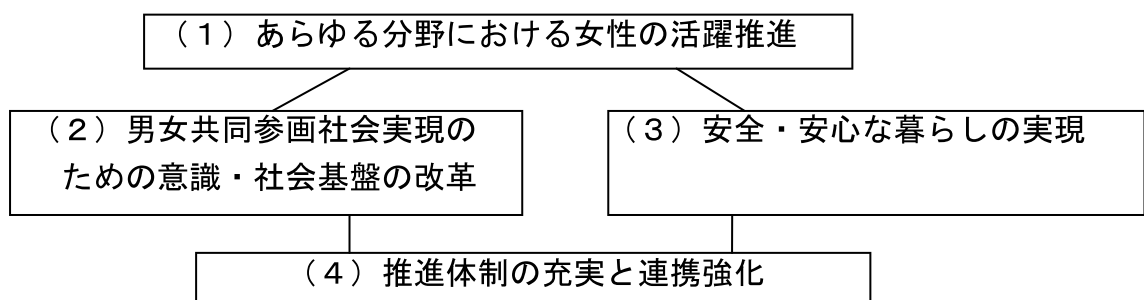 （１）あらゆる分野における女性の活躍推進
（２）男女共同参画社会実現の
ための意識・社会基盤の改革
（３）安全・安心な暮らしの実現
（４）推進体制の充実と連携強化